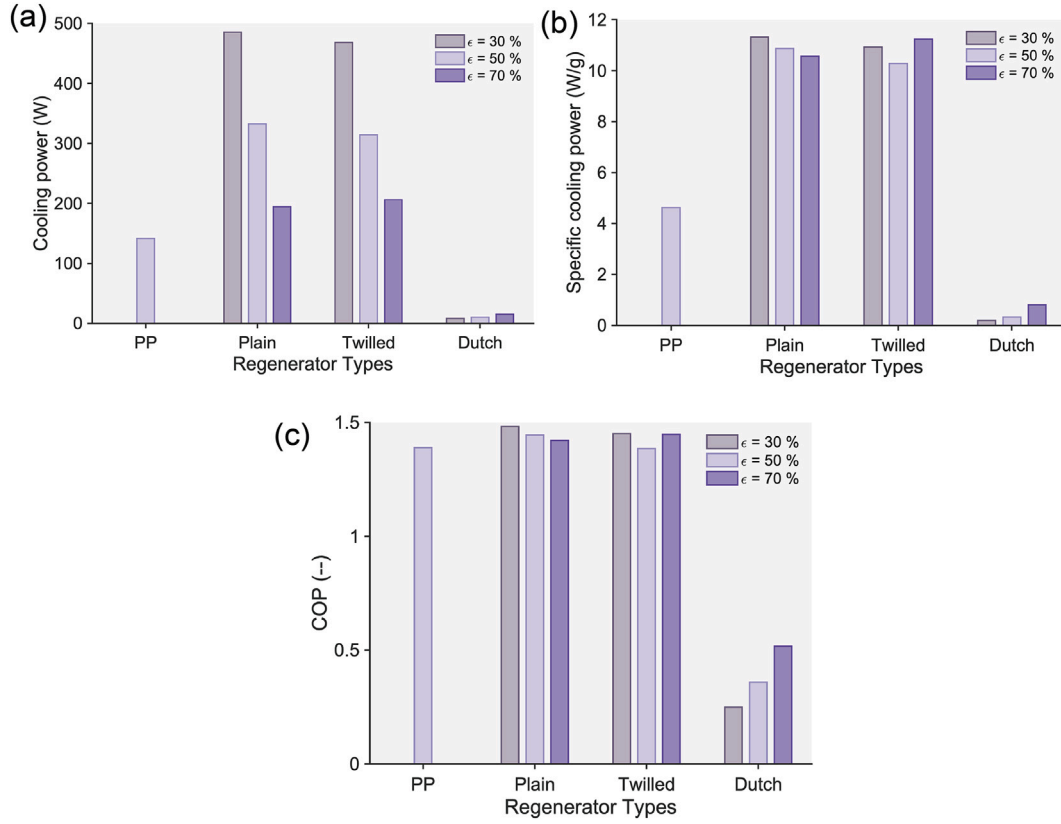 (a)
500
400
300
200
100
0
Cooling power (W)
ϵ = 30 %
ϵ = 50 %
ϵ = 70 %
PP Plain Twilled Dutch
Regenerator Types
(b)
12
10
8
6
4
2
0
Specific cooling power (W/g)
ϵ = 30 %
ϵ = 50 %
ϵ = 70 %
PP Plain Twilled Dutch
Regenerator Types
(c)
1.5
1
0.5
0
COP (--)
ϵ = 30 %
ϵ = 50 %
ϵ = 70 %
PP Plain Twilled Dutch
Regenerator Types